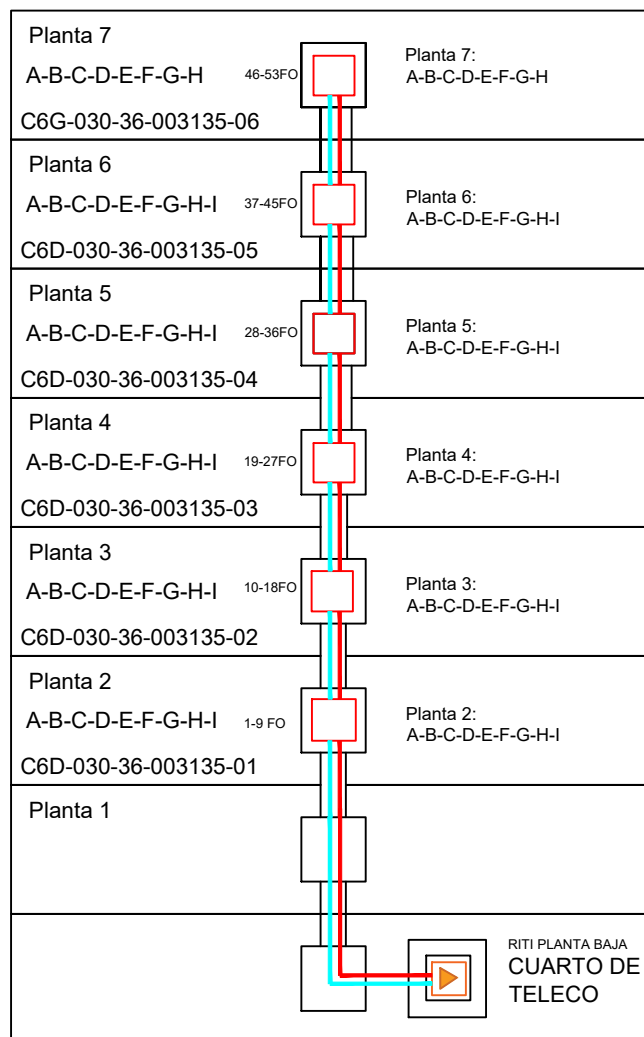 Planta 7
A-B-C-D-E-F-G-H
46-53FO
C6G-030-36-003135-06
Planta 7:
A-B-C-D-E-F-G-H
Planta 6
A-B-C-D-E-F-G-H-I
37-45FO
C6D-030-36-003135-05
Planta 6:
A-B-C-D-E-F-G-H-I
Planta 5
A-B-C-D-E-F-G-H-I
28-36FO
C6D-030-36-003135-04
Planta 5:
A-B-C-D-E-F-G-H-I
Planta 4
A-B-C-D-E-F-G-H-I
19-27FO
C6D-030-36-003135-03
Planta 4:
A-B-C-D-E-F-G-H-I
Planta 3
A-B-C-D-E-F-G-H-I
10-18FO
C6D-030-36-003135-02
Planta 3:
A-B-C-D-E-F-G-H-I
Planta 2
A-B-C-D-E-F-G-H-I
1-9 FO
C6D-030-36-003135-01
Planta 2:
A-B-C-D-E-F-G-H-I
Planta 1
RITI PLANTA BAJA
CUARTO DE
TELECO